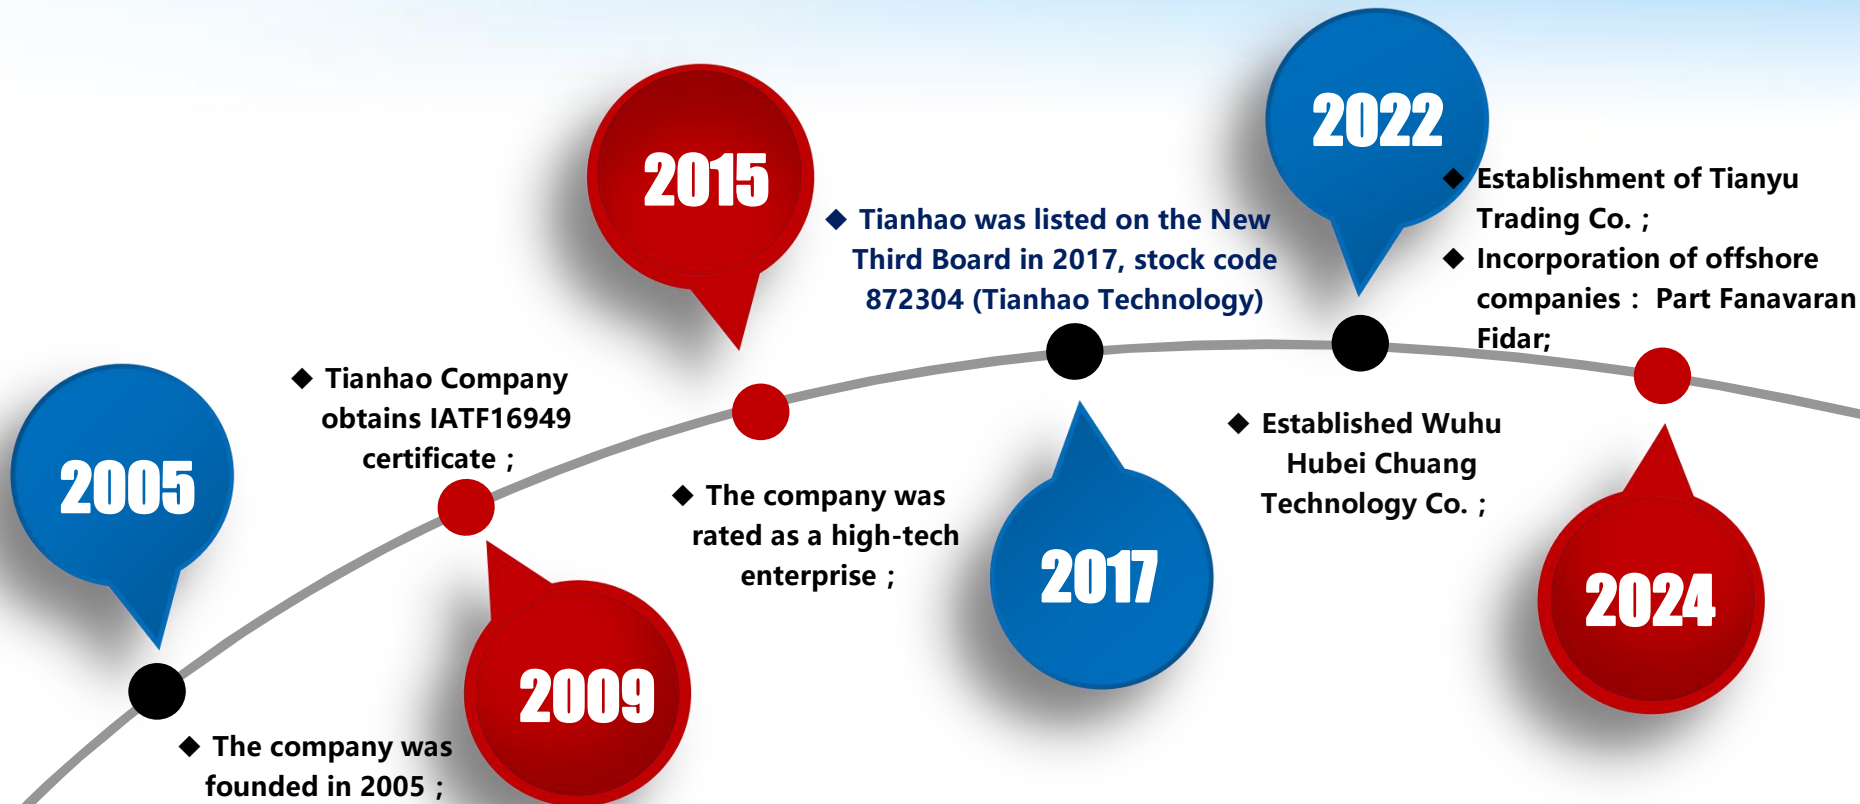 2005
◆ The company was
founded in 2005；
◆ Tianhao Company
obtains IATF16949
certificate；
2009
2015
◆ The company was
rated as a high-tech
enterprise；
◆ Tianhao was listed on the New
Third Board in 2017, stock code
872304 (Tianhao Technology)
2017
2022
◆ Established Wuhu
Hubei Chuang
Technology Co.；
◆ Establishment of Tianyu
Trading Co.；
◆ Incorporation of offshore
companies： Part Fanavaran
Fidar;
2024